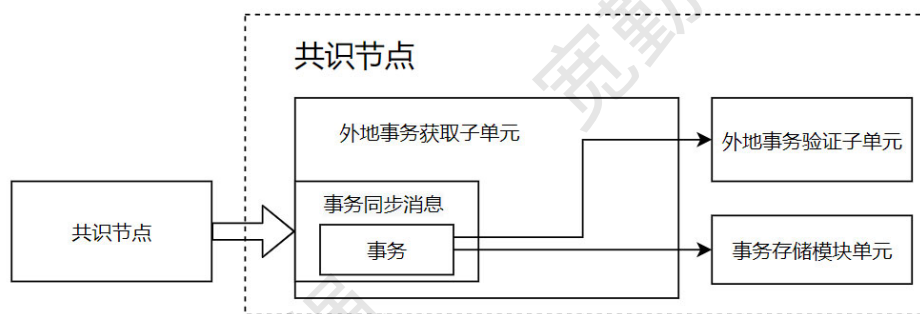 共识节点
外地事务获取子单元
外地事务验证子单元
事务同步消息
共识节点
事务
事务存储模块单元
宽勤